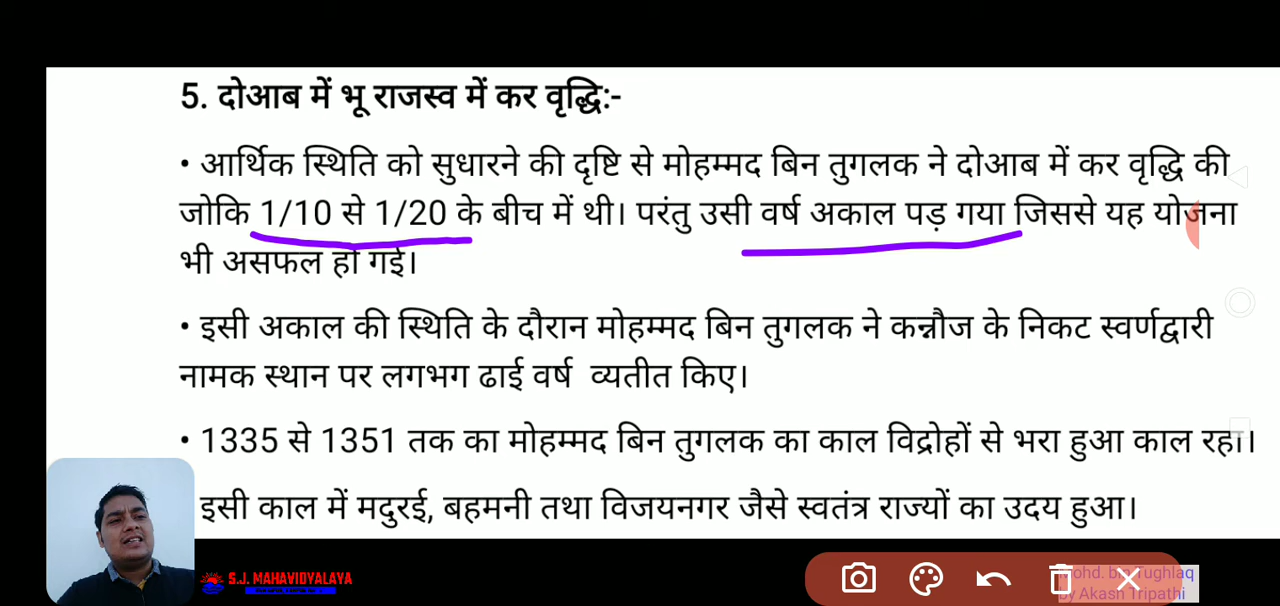 5. दोआब में भू राजस्व में कर वृद्धि:-
• आर्थिक स्थिति को सुधारने की दृष्टि से मोहम्मद बिन तुगलक ने दोआब में कर वृद्धि की
जोकि 1/10 से 1/20 के बीच में थी। परंतु उसी वर्ष अकाल पड़ गया जिससे यह योजना
भी असफल हो गई।
• इसी अकाल की स्थिति के दौरान मोहम्मद बिन तुगलक ने कन्नौज के निकट स्वर्णद्वारी
नामक स्थान पर लगभग ढाई वर्ष व्यतीत किए।
• 1335 से 1351 तक का मोहम्मद बिन तुगलक का काल विद्रोहों से भरा हुआ काल रहा।
इसी काल में मदुरई, बहमनी तथा विजयनगर जैसे स्वतंत्र राज्यों का उदय हुआ।
S.J. MAHAVIDYALAYA
Mohd. bin Tughlaq
by Akash Tripathi